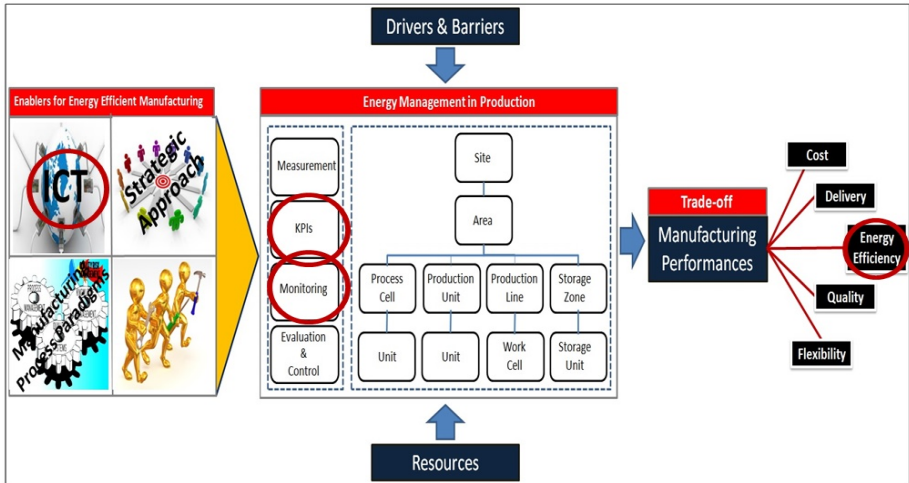 Drivers & Barriers
Enablers for Energy Efficient Manufacturing
ICT
Strategic
Approach
Manufacturing
Process Paradigms
PROCESS
MANAGEMENT
Energy Management in Production
Measurement
KPIs
Monitoring
Evaluation
&
Control
Site
Area
Process
Cell
Production
Unit
Production
Line
Storage
Zone
Unit
Unit
Work
Cell
Storage
Unit
Trade-off
Manufacturing
Performances
Cost
Delivery
Energy
Efficiency
Quality
Flexibility
Resources